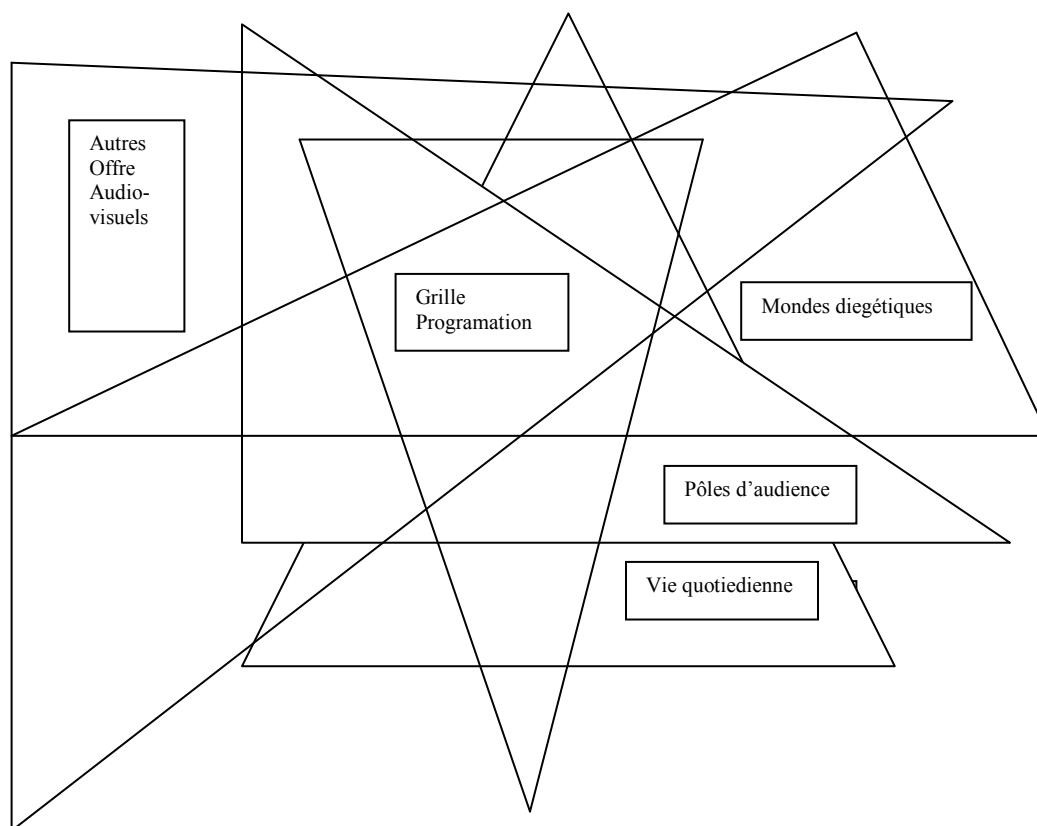 Autres
Offre
Audio-
visuels
Grille
Programation
Mondes diegétiques
Pôles d’audience
Vie quotiedienne